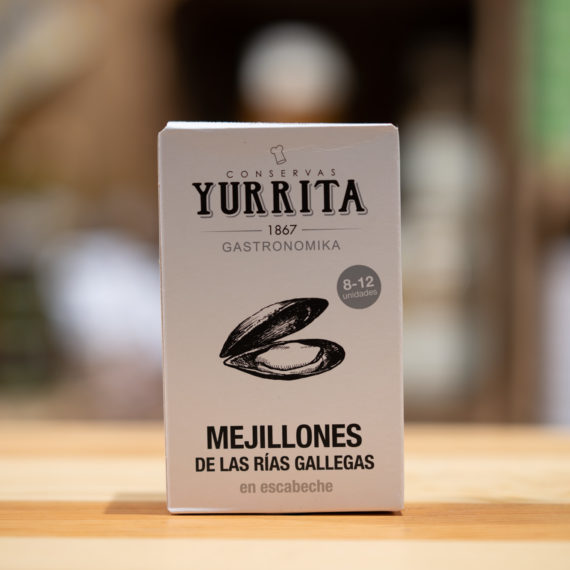 CONSERVAS
YURRITA
1867
GASTRONOMIKA
8-12
unidades
MEJILLONES
DE LAS RÍAS GALLEGAS
en escabeche